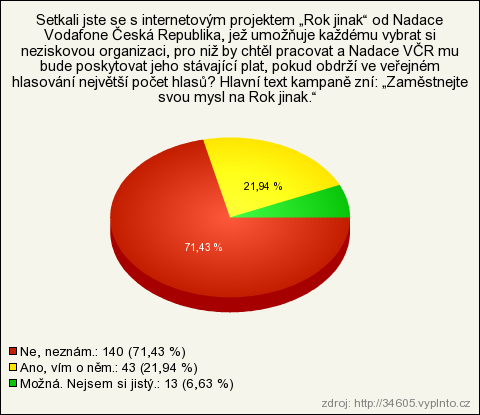 Setkali jste se s internetovým projektem „Rok jinak“ od Nadace
Vodafone Česká Republika, jež umožňuje každému vybrat si
neziskovou organizaci, pro niž by chtěl pracovat a Nadace VČR mu
bude poskytovat jeho stávající plat, pokud obdrží ve veřejném
hlasování největší počet hlasů? Hlavní text kampaně zní: „Zaměstnejte
svou mysl na Rok jinak.“
21,94 %
71,43 %
Ne, neznám.: 140 (71,43 %)
Ano, vím o něm.: 43 (21,94 %)
Možná. Nejsem si jistý.: 13 (6,63 %)
zdroj: http://34605.vyplnto.cz